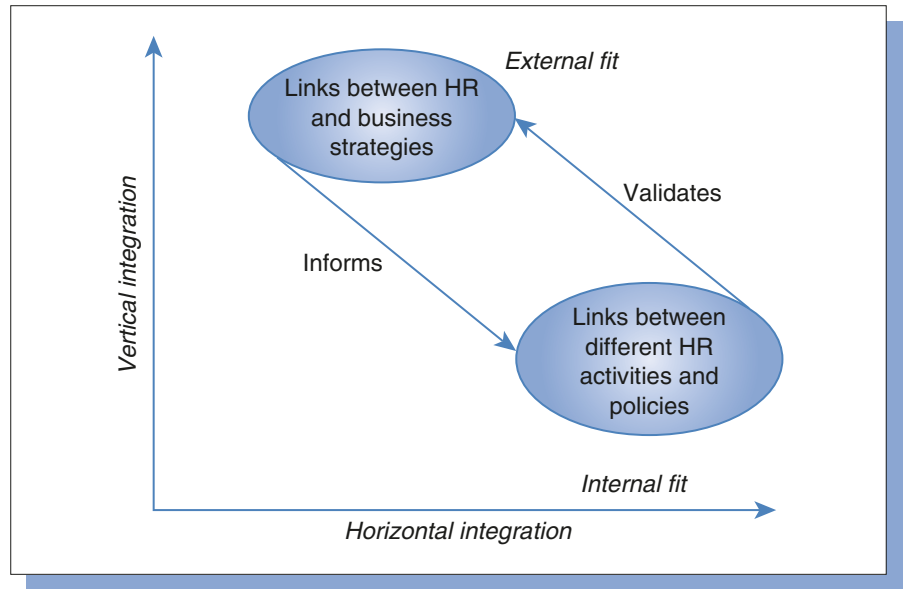 External fit
Links between HR
and business
strategies
Validates
Informs
Vertical integration
Links between
different HR
activities and
policies
Internal fit
Horizontal integration